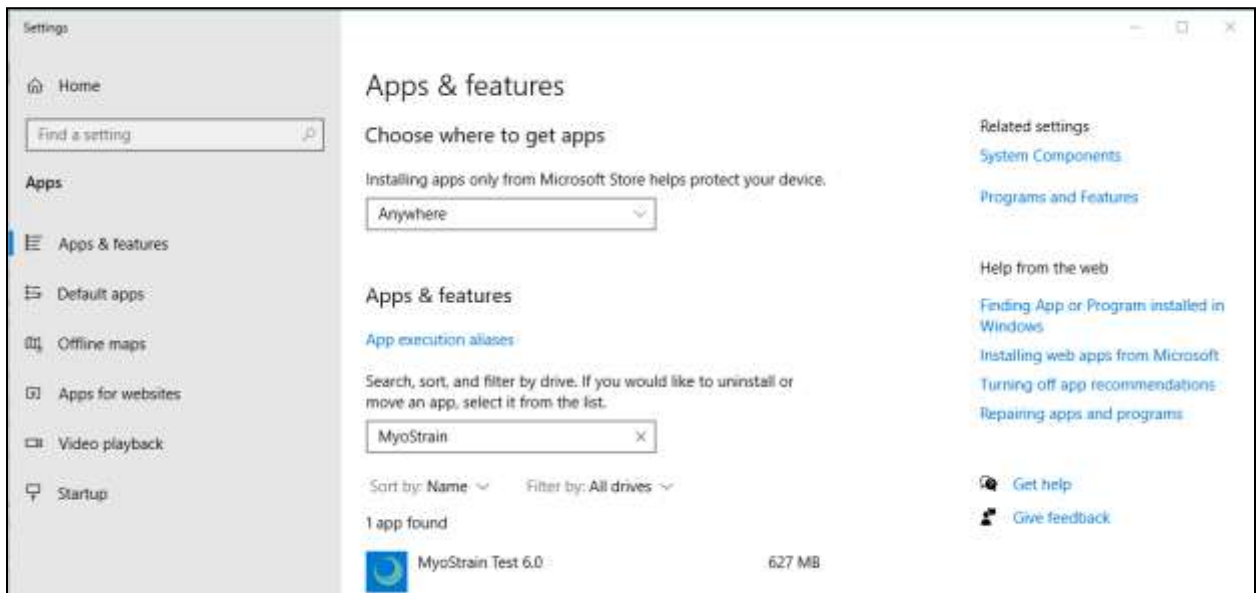 Settings
Home
Find a setting
Apps
Apps & features
Default apps
Offline maps
Apps for websites
Video playback
Startup
Apps & features
Choose where to get apps
Installing apps only from Microsoft Store helps protect your device.
Anywhere
Apps & features
App execution aliases
Search, sort, and filter by drive. If you would like to uninstall or
move an app, select it from the list.
MyoStrain
Sort by: Name Filter by: All drives
1 app found
MyoStrain Test 6.0 627 MB
Related settings
System Components
Programs and Features
Help from the web
Finding App or Program installed in
Windows
Installing web apps from Microsoft
Turning off app recommendations
Repairing apps and programs
Get help
Give feedback